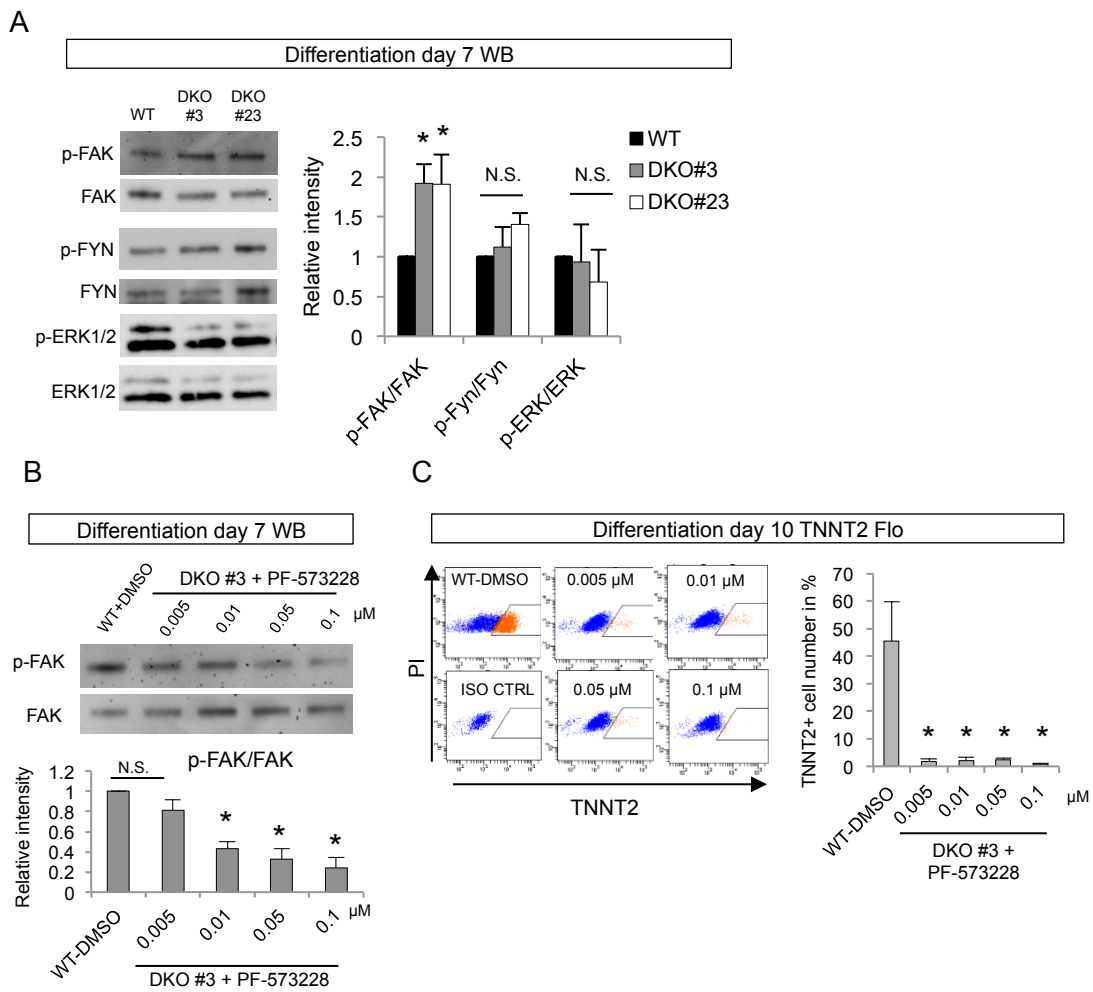 A
Differentiation day 7 WB
WT
DKO #3
DKO #23
p-FAK
FAK
p-FYN
FYN
p-ERK1/2
ERK1/2
Relative intensity
2.5
2
1.5
1
0.5
0
* *
N.S.
N.S.
WT
DKO#3
DKO#23
p-FAK/FAK
p-Fyn/Fyn
p-ERK/ERK
B
Differentiation day 7 WB
WT+DMSO
DKO #3 + PF-573228
0.005
0.01
0.05
0.1
µM
p-FAK
FAK
p-FAK/FAK
Relative intensity
1.2
1
0.8
0.6
0.4
0.2
0
N.S.
* * *
WT-DMSO
0.005
0.01
0.05
0.1
µM
DKO #3 + PF-573228
C
Differentiation day 10 TNNT2 Flo
PI
WT-DMSO
0.005 µM
0.01 µM
ISO CTRL
0.05 µM
0.1 µM
TNNT2
TNNT2+ cell number in %
70
60
50
40
30
20
10
0
* * * *
WT-DMSO
0.005
0.01
0.05
0.1
µM
DKO #3 +
PF-573228